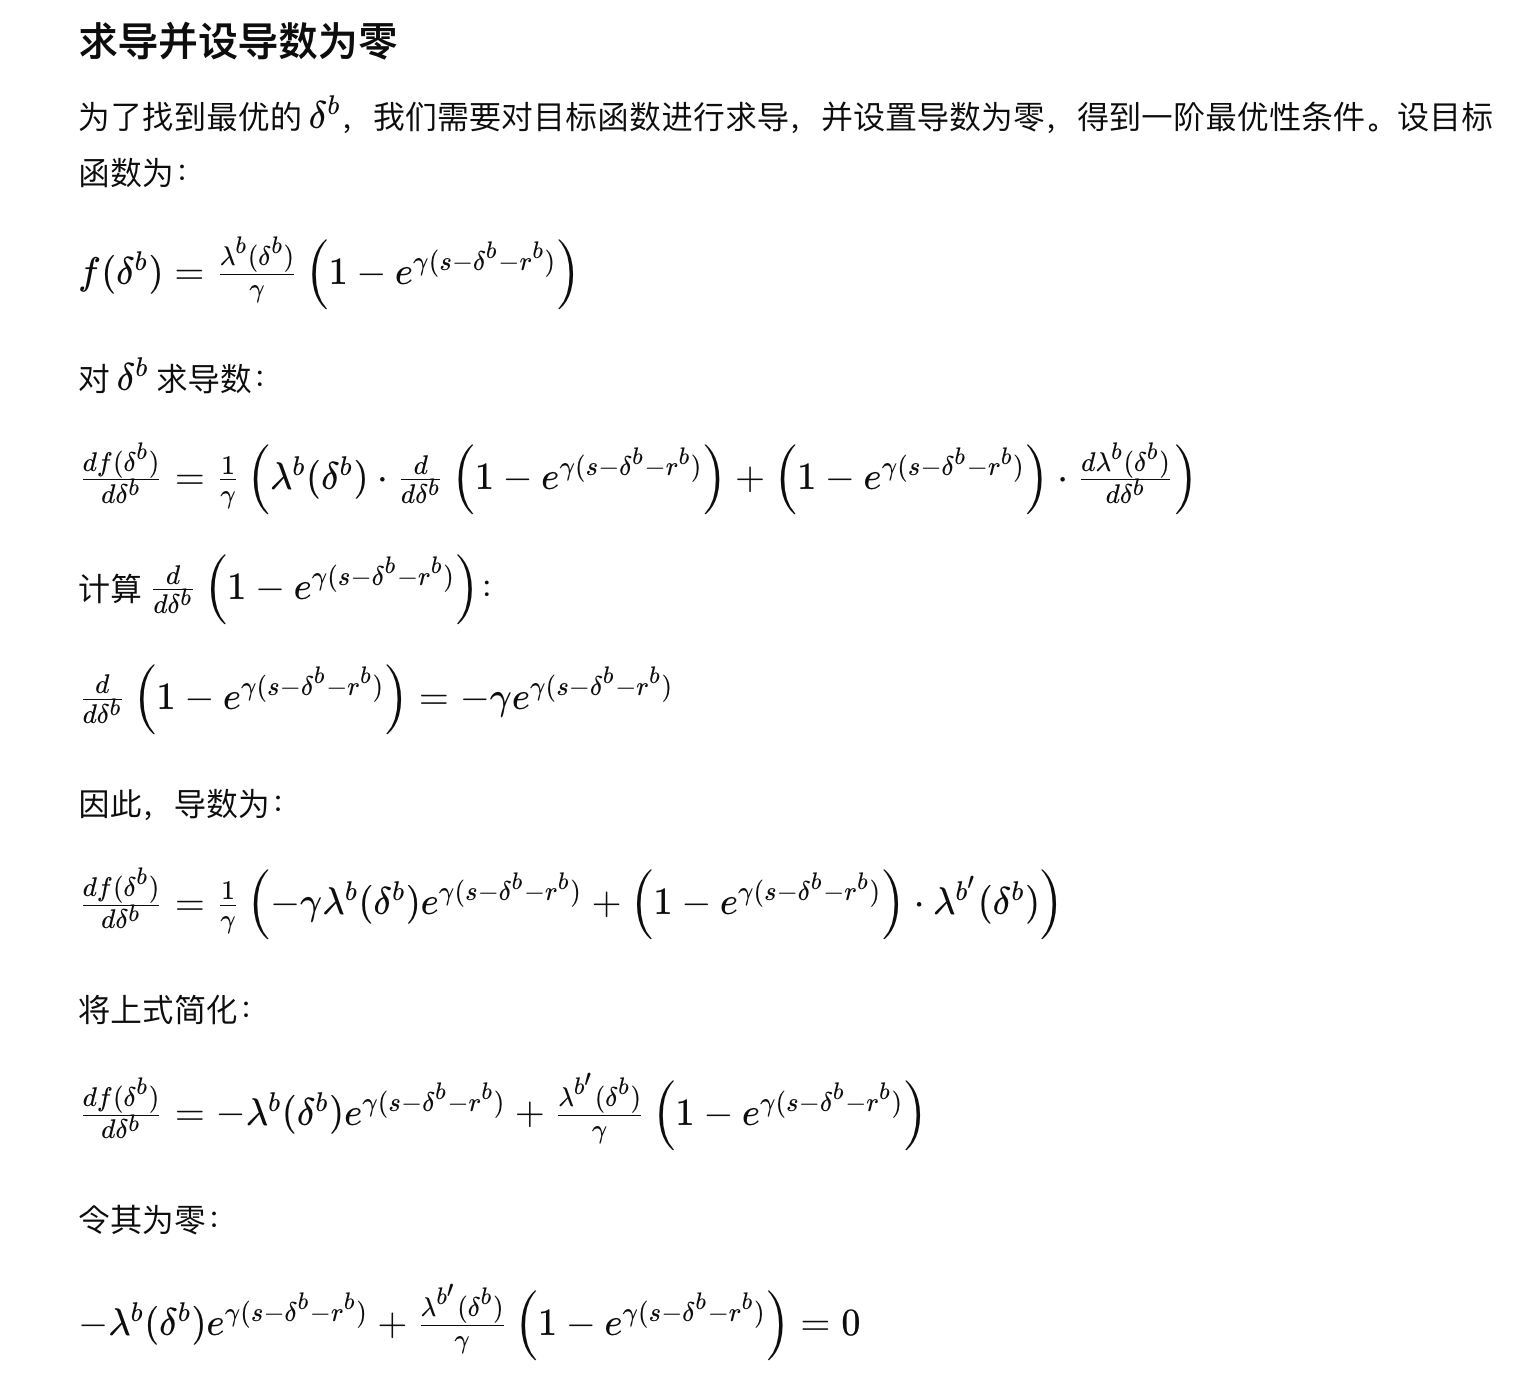 求导并设导数为零
为了找到最优的 $\delta^b$，我们需要对目标函数进行求导，并设置导数为零，得到一阶最优性条件。设目标
函数为：
$f(\delta^b) = \frac{\lambda^b(\delta^b)}{\gamma} \left(1 - e^{\gamma(s-\delta^b-r^b)}\right)$
对 $\delta^b$ 求导数：
$\frac{df(\delta^b)}{d\delta^b} = \frac{1}{\gamma} \left(\lambda^b(\delta^b) \cdot \frac{d}{d\delta^b} \left(1 - e^{\gamma(s-\delta^b-r^b)}\right) + \left(1 - e^{\gamma(s-\delta^b-r^b)}\right) \cdot \frac{d\lambda^b(\delta^b)}{d\delta^b}\right)$
计算 $\frac{d}{d\delta^b} \left(1 - e^{\gamma(s-\delta^b-r^b)}\right)$：
$\frac{d}{d\delta^b} \left(1 - e^{\gamma(s-\delta^b-r^b)}\right) = -\gamma e^{\gamma(s-\delta^b-r^b)}$
因此，导数为：
$\frac{df(\delta^b)}{d\delta^b} = \frac{1}{\gamma} \left(-\gamma\lambda^b(\delta^b)e^{\gamma(s-\delta^b-r^b)} + \left(1 - e^{\gamma(s-\delta^b-r^b)}\right) \cdot \lambda^{b'}(\delta^b)\right)$
将上式简化：
$\frac{df(\delta^b)}{d\delta^b} = -\lambda^b(\delta^b)e^{\gamma(s-\delta^b-r^b)} + \frac{\lambda^{b'}(\delta^b)}{\gamma} \left(1 - e^{\gamma(s-\delta^b-r^b)}\right)$
令其为零：
$-\lambda^b(\delta^b)e^{\gamma(s-\delta^b-r^b)} + \frac{\lambda^{b'}(\delta^b)}{\gamma} \left(1 - e^{\gamma(s-\delta^b-r^b)}\right) = 0$